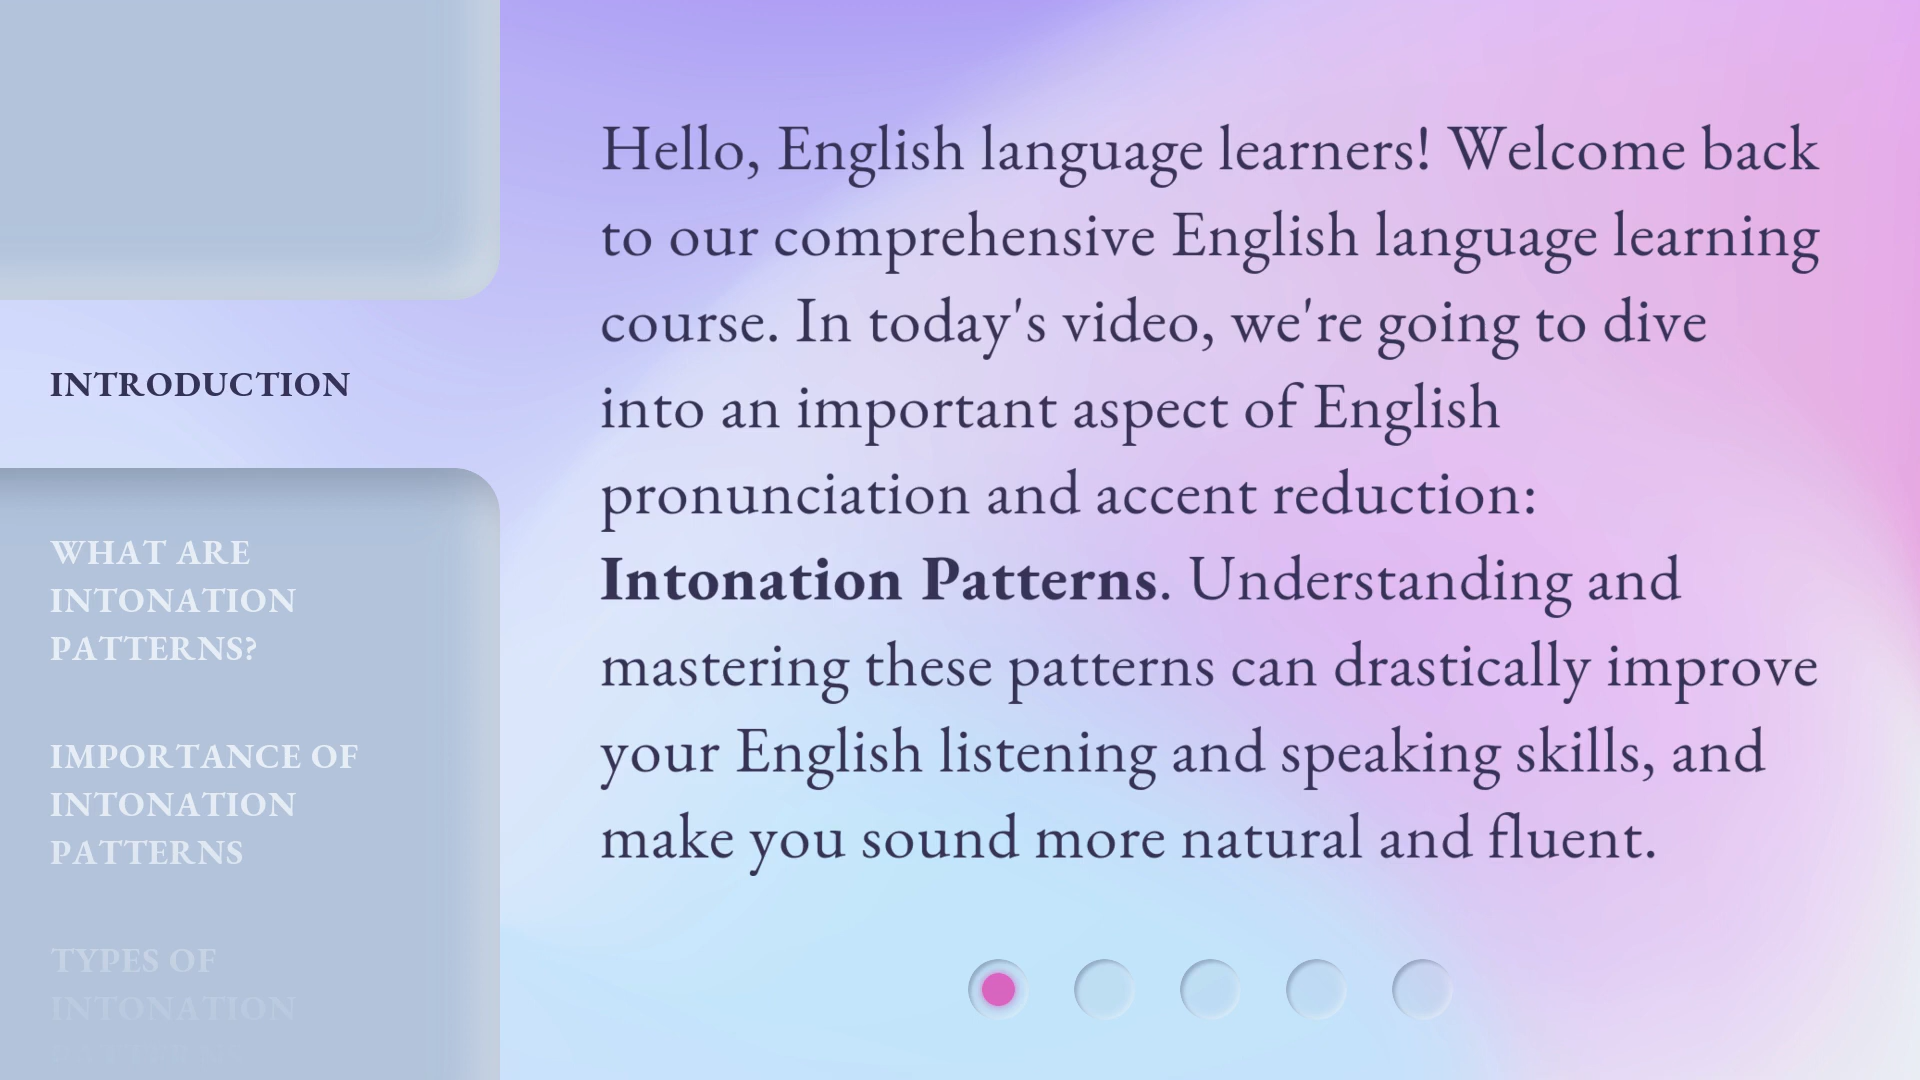 INTRODUCTION
WHAT ARE
INTONATION
PATTERNS?
IMPORTANCE OF
INTONATION
PATTERNS
TYPES OF
INTONATION
PATTERNS
Hello, English language learners! Welcome back
to our comprehensive English language learning
course. In today's video, we're going to dive
into an important aspect of English
pronunciation and accent reduction:
Intonation Patterns. Understanding and
mastering these patterns can drastically improve
your English listening and speaking skills, and
make you sound more natural and fluent.